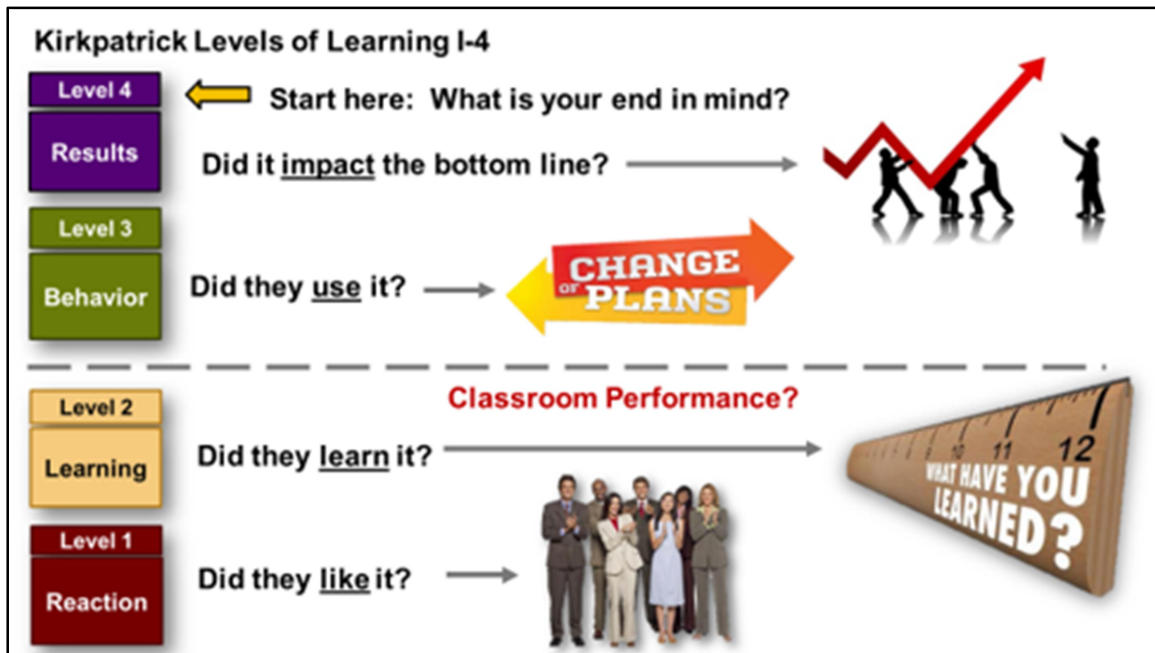 Kirkpatrick Levels of Learning I-4
Level 4
Start here: What is your end in mind?
Results
Did it impact the bottom line?
Level 3
Behavior
Did they use it?
CHANGE
OF PLANS
Level 2
Classroom Performance?
Learning
Did they learn it?
9 10 11 12
WHAT HAVE YOU
LEARNED?
Level 1
Reaction
Did they like it?